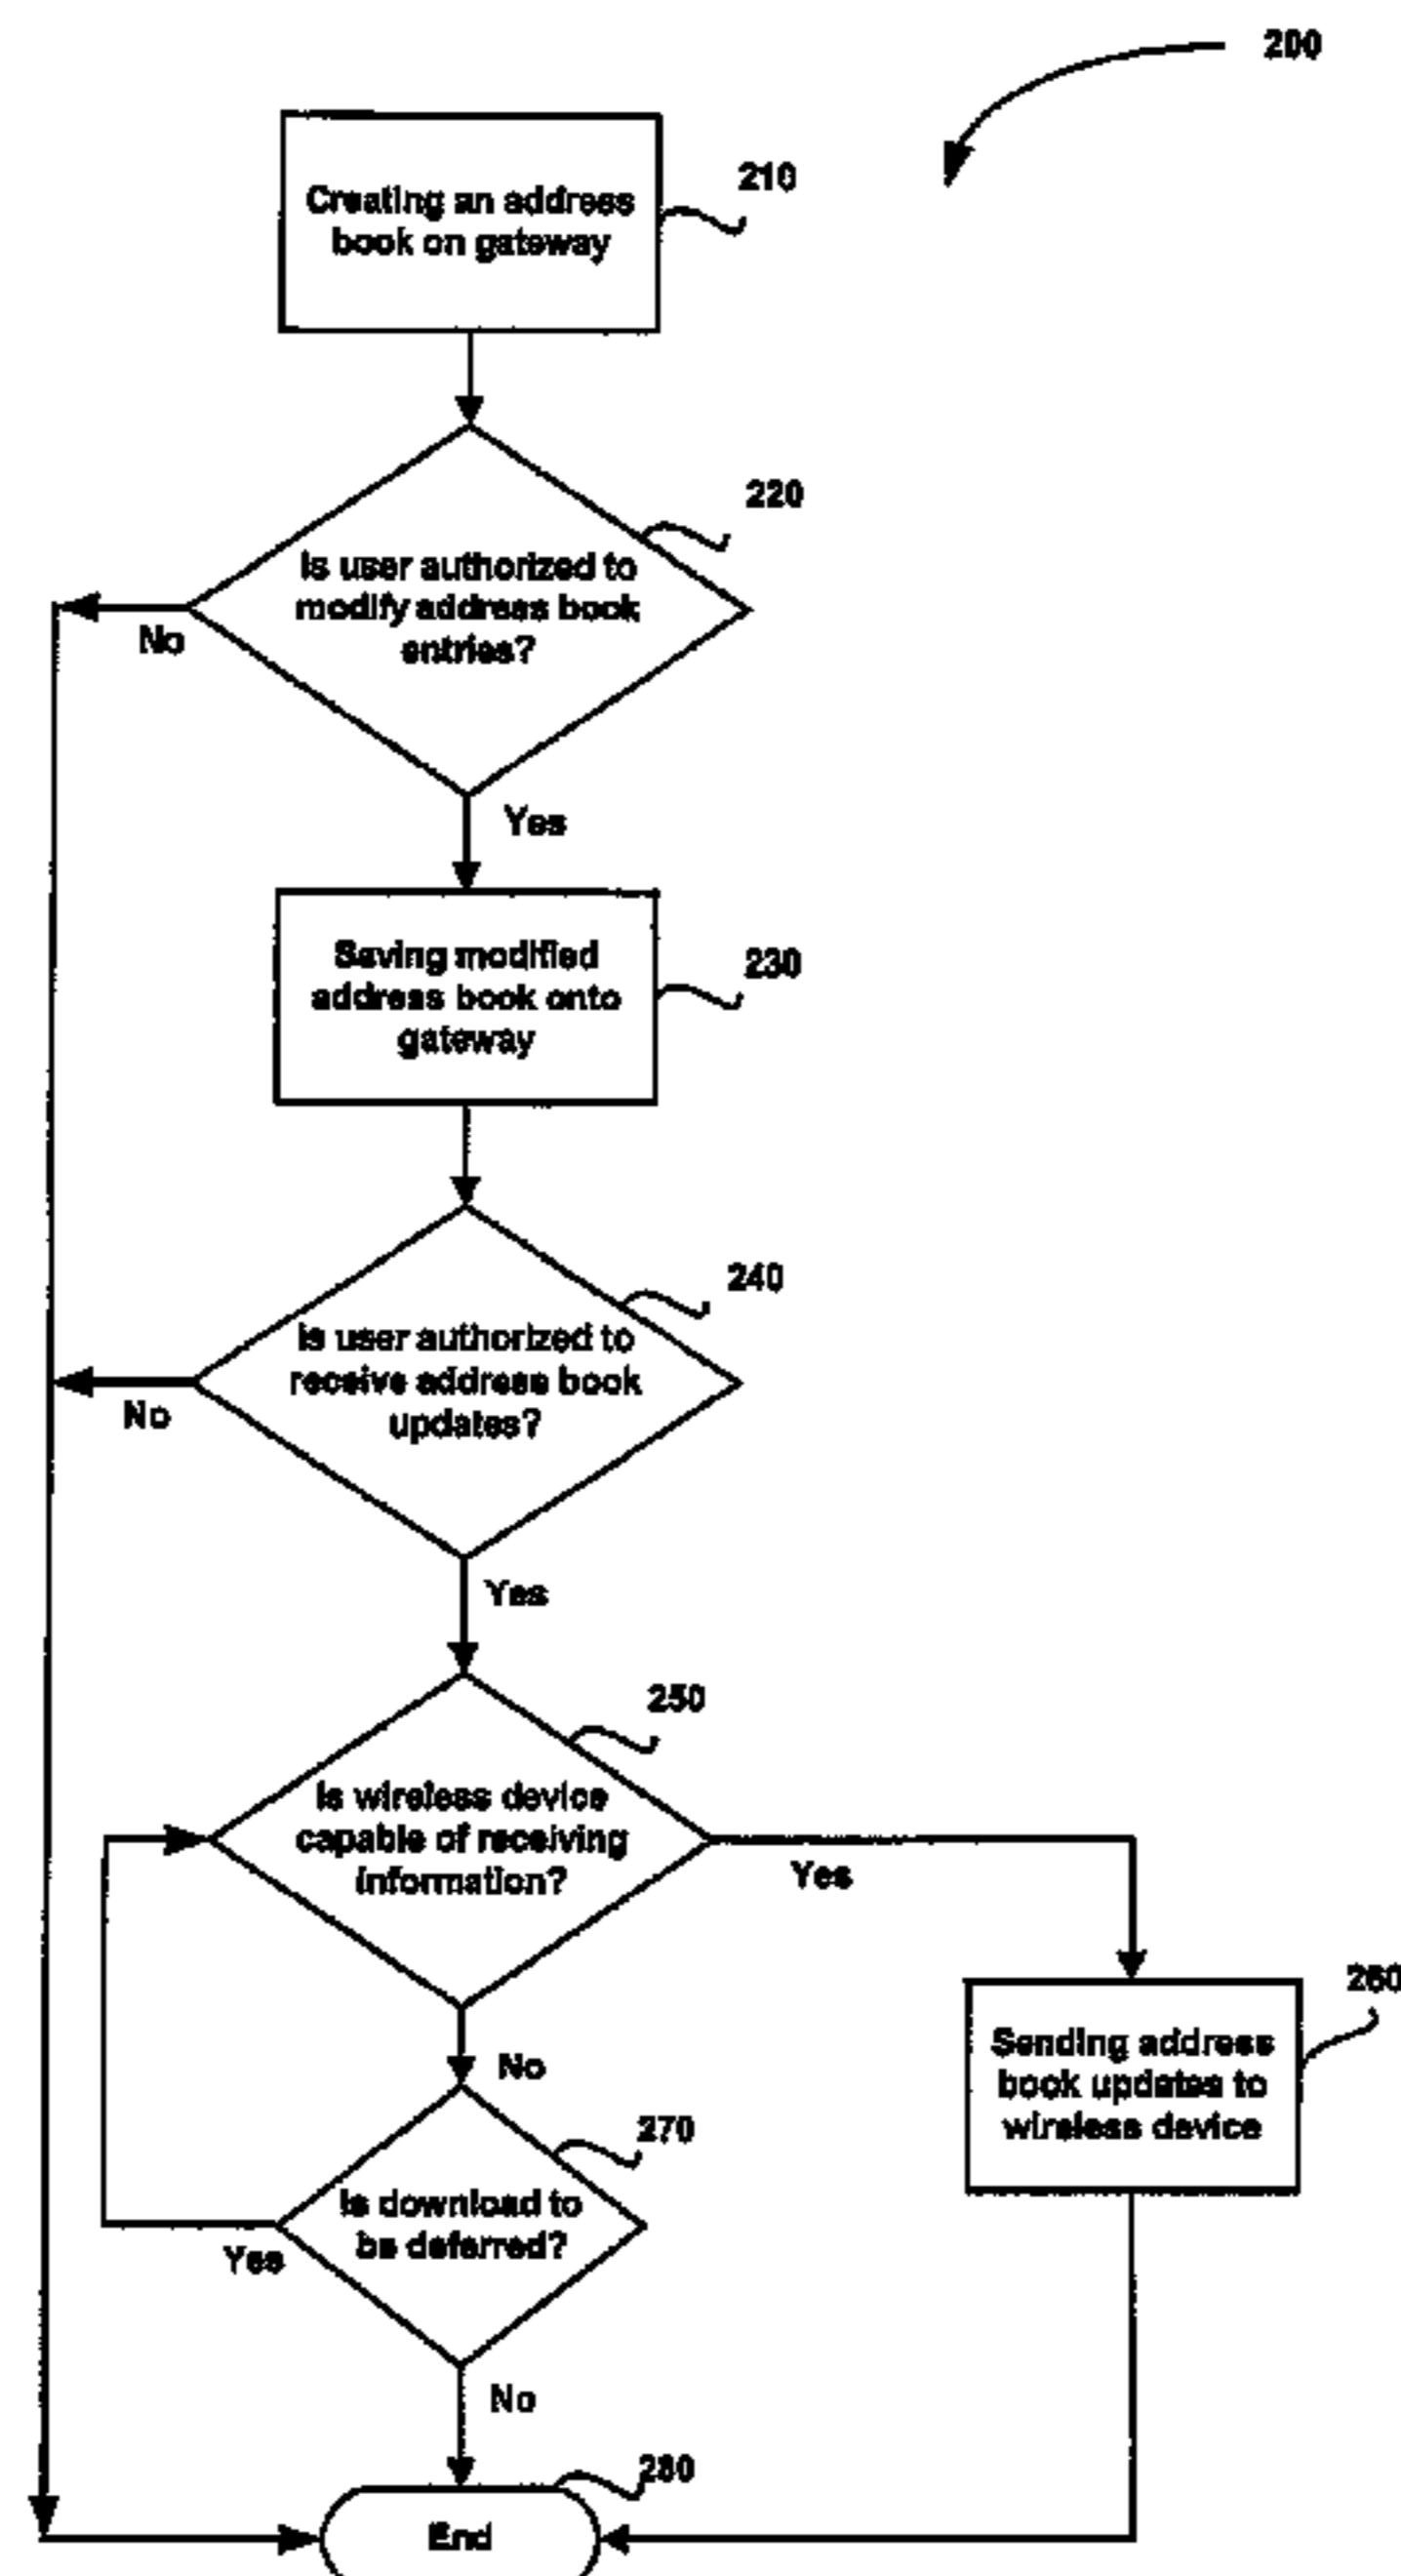 200
210
Creating an address
book on gateway
220
Is user authorized to
modify address book
entries?
No
Yes
230
Saving modified
address book onto
gateway
240
Is user authorized to
receive address book
updates?
No
Yes
250
Is wireless device
capable of receiving
information?
Yes
260
Sending address
book updates to
wireless device
No
270
Is download to
be deferred?
Yes
No
280
End